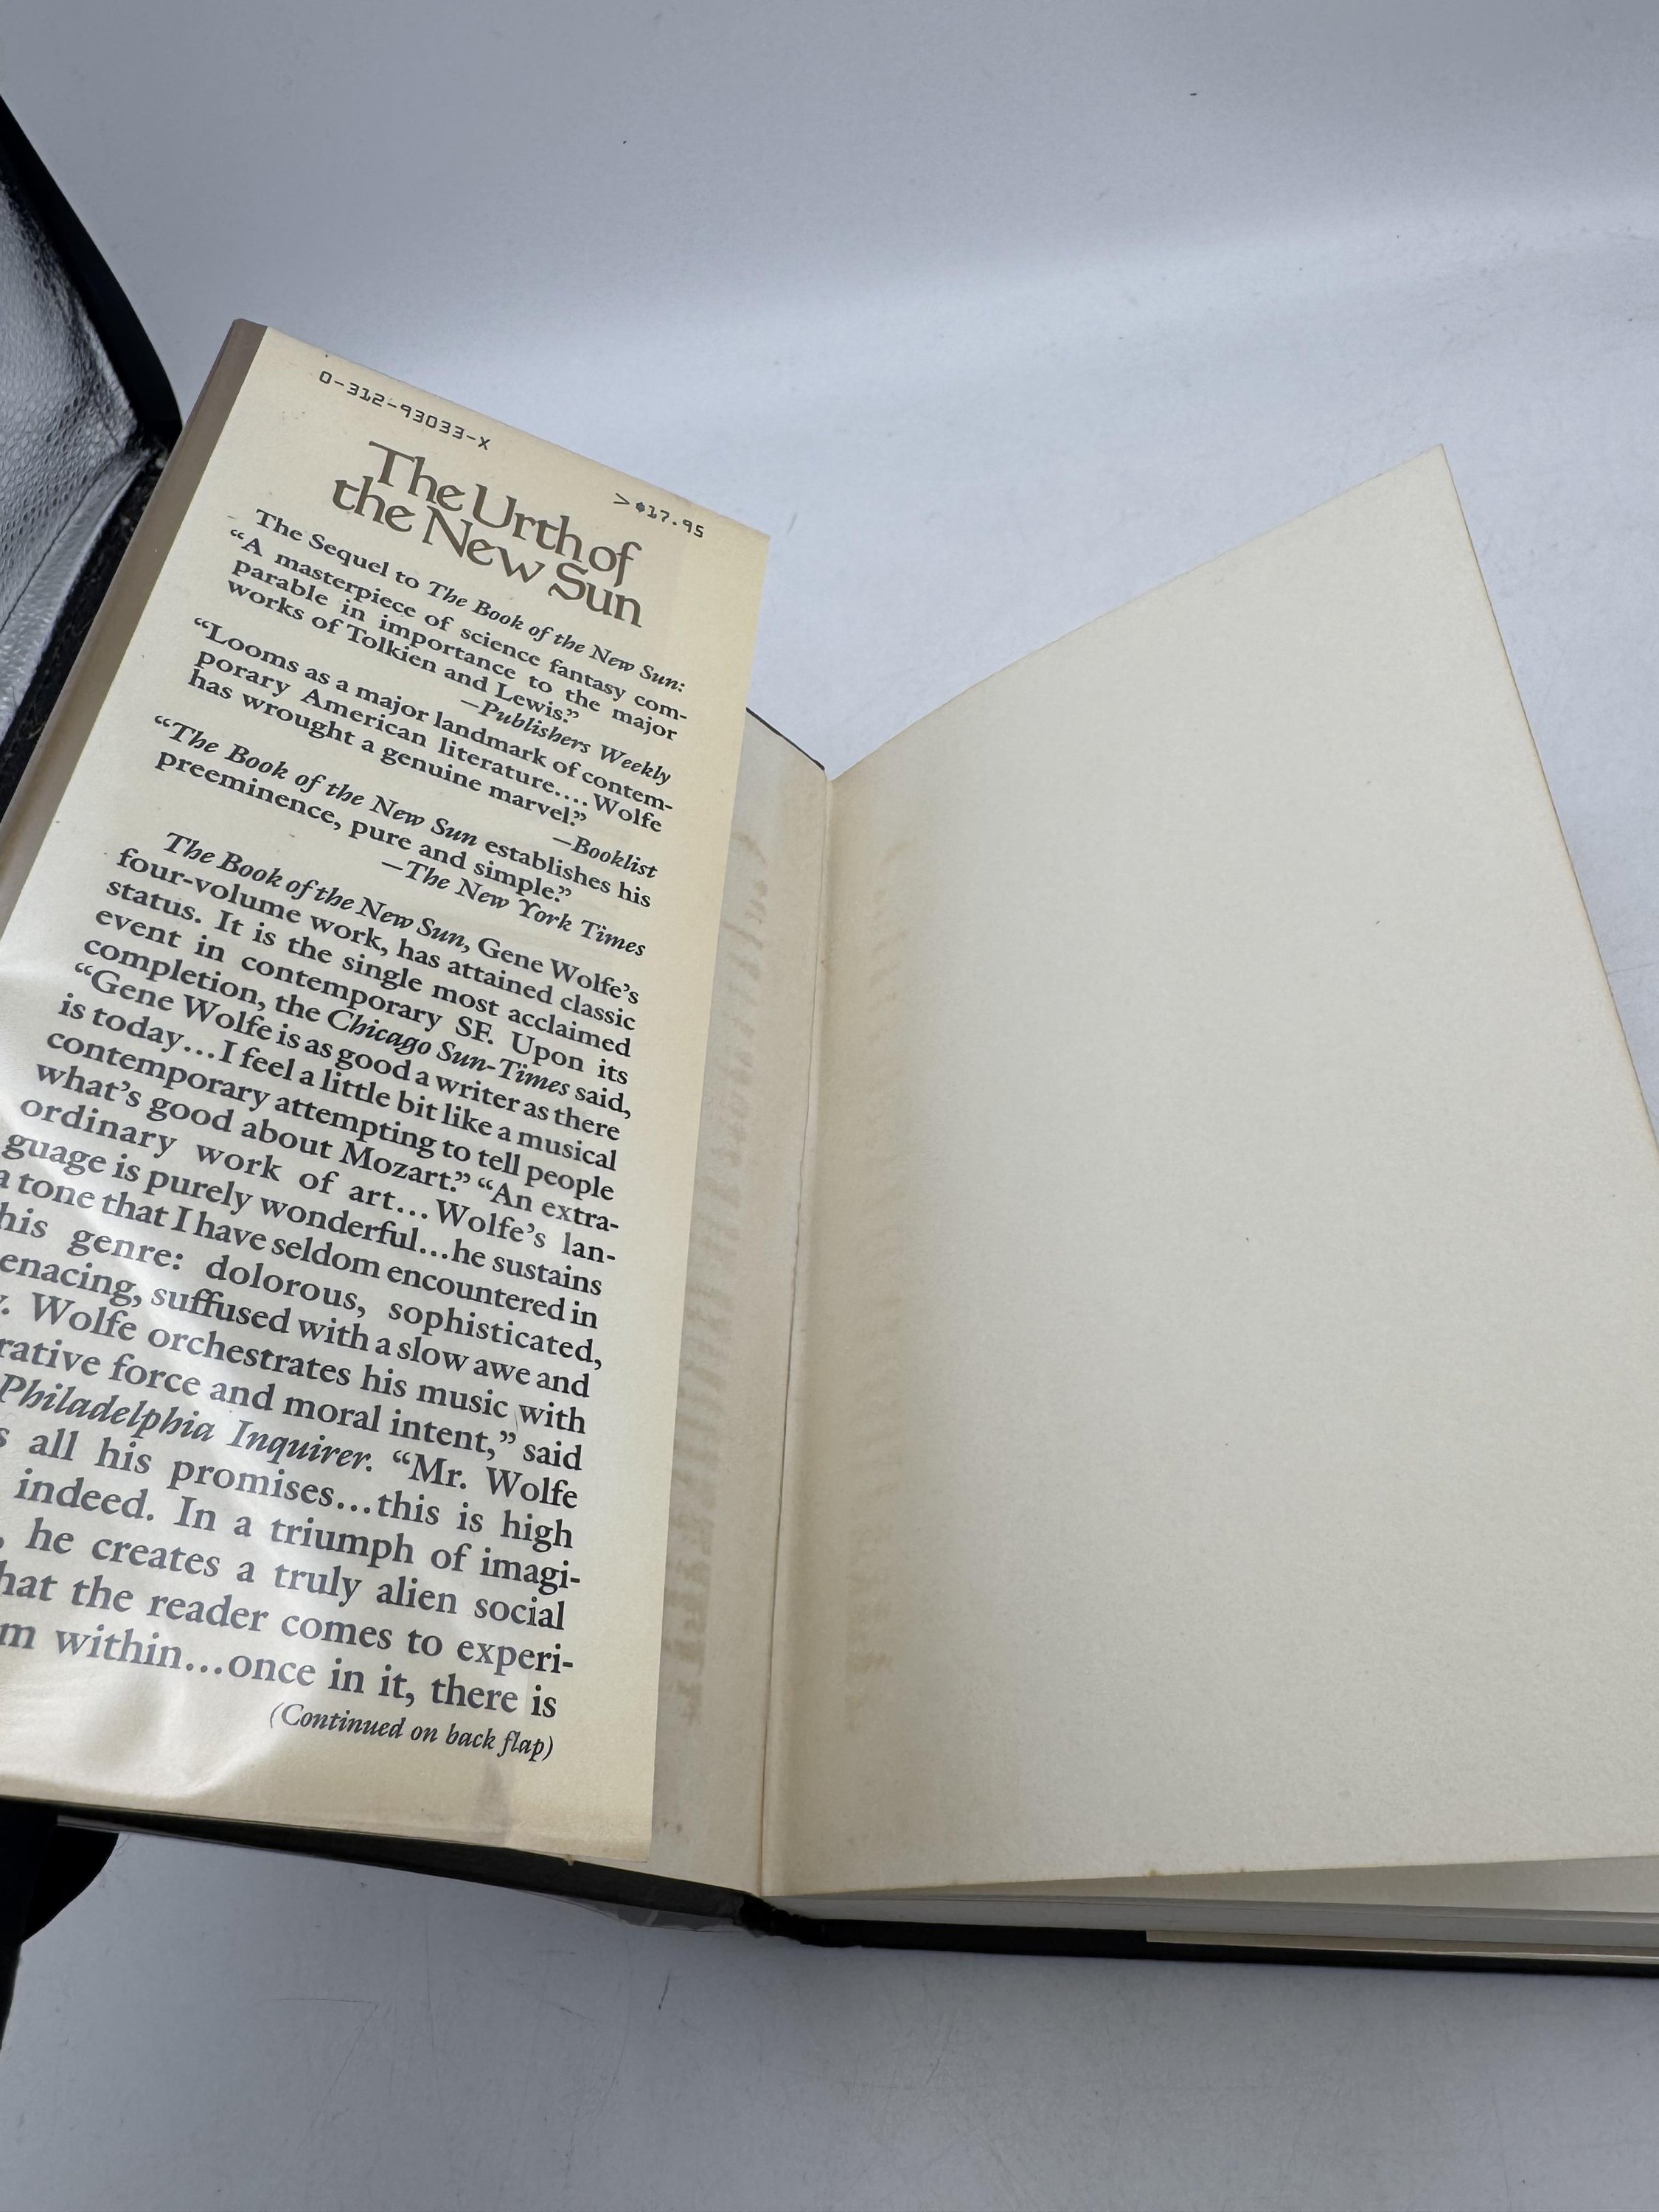 0-312-93033-X
>$17.95
The Urth of
the New Sun
The Sequel to The Book of the New Sun:
“A masterpiece of science fantasy com-
parable in importance to the major
works of Tolkien and Lewis.”
—Publishers Weekly
“Looms as a major landmark of contem-
porary American literature....Wolfe
has wrought a genuine marvel.”
—Booklist
“The Book of the New Sun establishes his
preeminence, pure and simple.”
—The New York Times
The Book of the New Sun, Gene Wolfe’s
four-volume work, has attained classic
status. It is the single most acclaimed
event in contemporary SF. Upon its
completion, the Chicago Sun-Times said,
“Gene Wolfe is as good a writer as there
is today...I feel a little bit like a musical
contemporary attempting to tell people
what’s good about Mozart.” “An extra-
ordinary work of art...Wolfe’s lan-
guage is purely wonderful...he sustains
a tone that I have seldom encountered in
his genre: dolorous, sophisticated,
enacing, suffused with a slow awe and
. Wolfe orchestrates his music with
rative force and moral intent,” said
Philadelphia Inquirer. “Mr. Wolfe
s all his promises...this is high
indeed. In a triumph of imagi-
, he creates a truly alien social
hat the reader comes to experi-
m within...once in it, there is
(Continued on back flap)